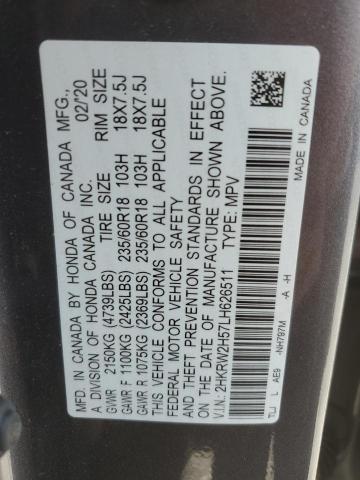 MFD. IN CANADA BY HONDA OF CANADA MFG.,
A DIVISION OF HONDA CANADA INC. 02/'20
GVWR 2150KG (4739LBS) TIRE SIZE RIM SIZE
GAWR F 1100KG (2425LBS) 235/60R18 103H 18X7.5J
GAWR R 1075KG (2369LBS) 235/60R18 103H 18X7.5J
THIS VEHICLE CONFORMS TO ALL APPLICABLE
FEDERAL MOTOR VEHICLE SAFETY
AND THEFT PREVENTION STANDARDS IN EFFECT
ON THE DATE OF MANUFACTURE SHOWN ABOVE.
V.I.N.: 2HKRW2H57LH626511 TYPE: MPV
TLJ L AE9 -NH797M -A -H
MADE IN CANADA